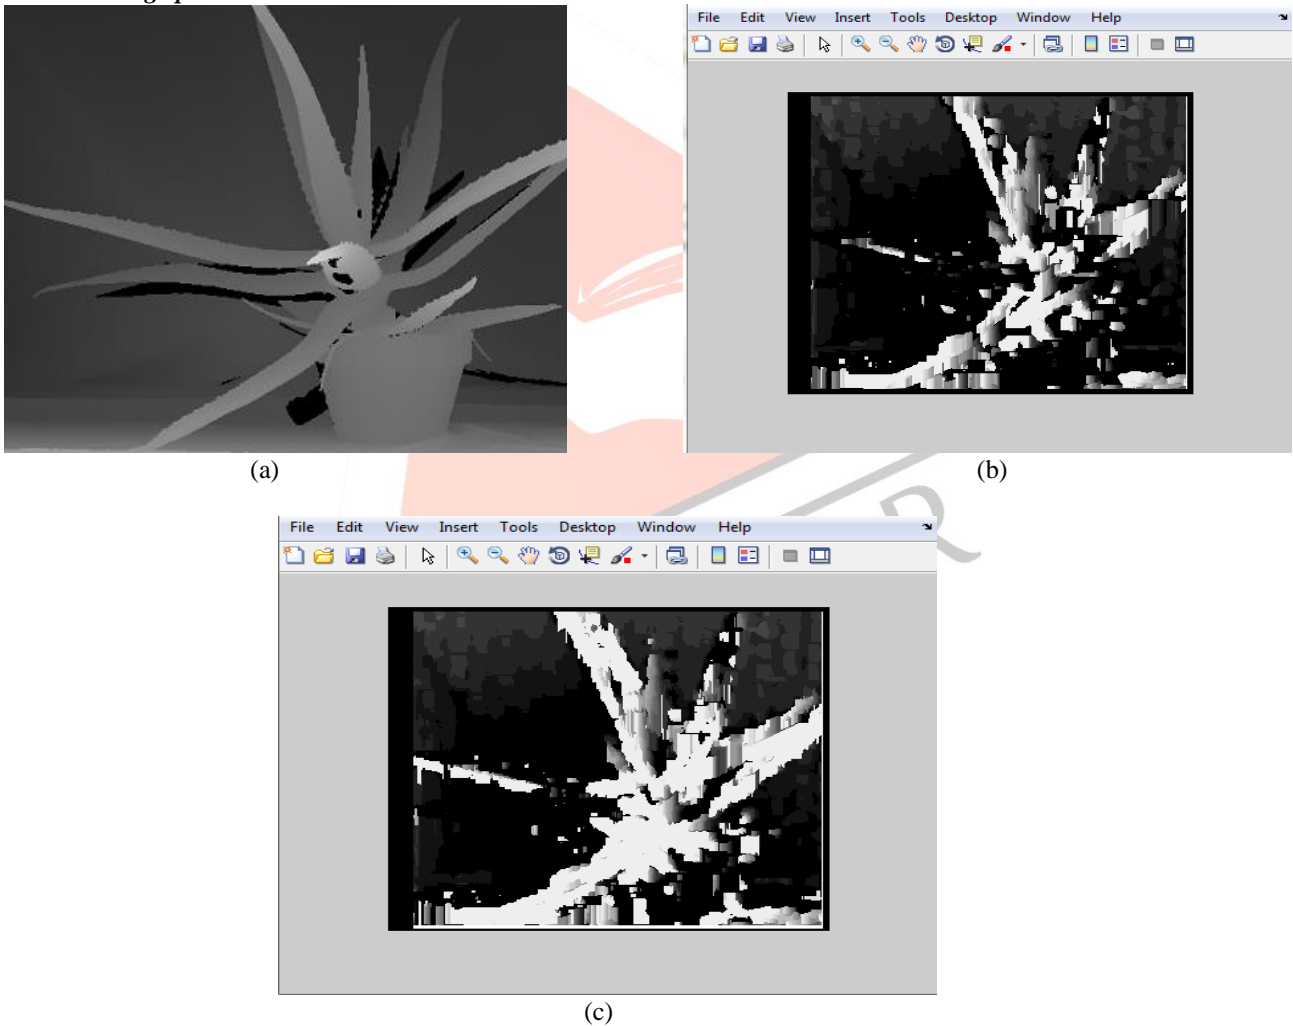 File Edit View Insert Tools Desktop Window Help
(a)
(b)
R
File Edit View Insert Tools Desktop Window Help
(c)